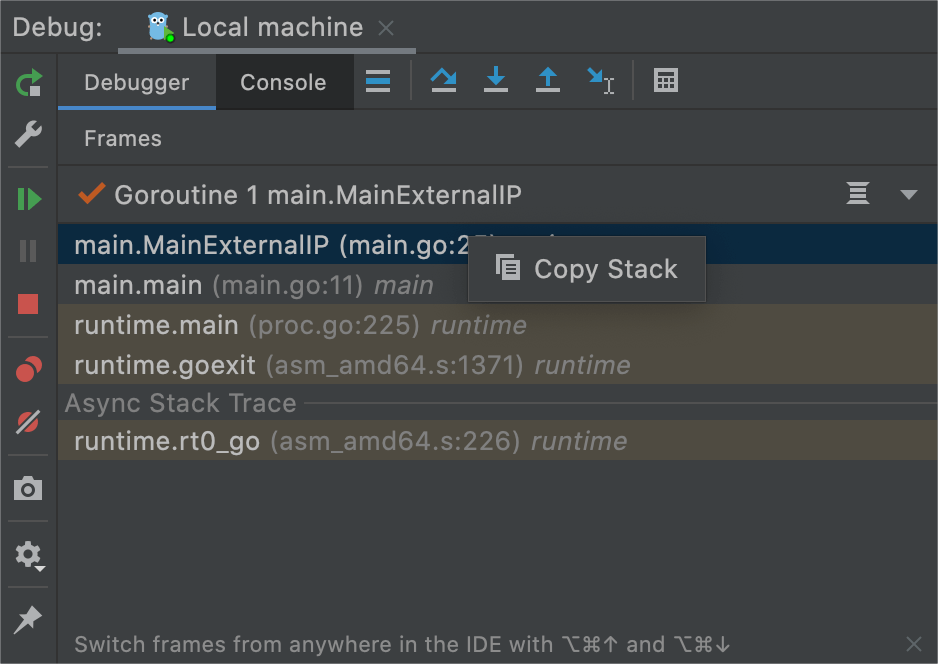 Debug: Local machine
Debugger Console
Frames
Goroutine 1 main.MainExternalIP
main.MainExternalIP (main.go:2
Copy Stack
main.main (main.go:11) main
runtime.main (proc.go:225) runtime
runtime.goexit (asm_amd64.s:1371) runtime
Async Stack Trace
runtime.rt0_go (asm_amd64.s:226) runtime
Switch frames from anywhere in the IDE with ⌥⌘↑ and ⌥⌘↓